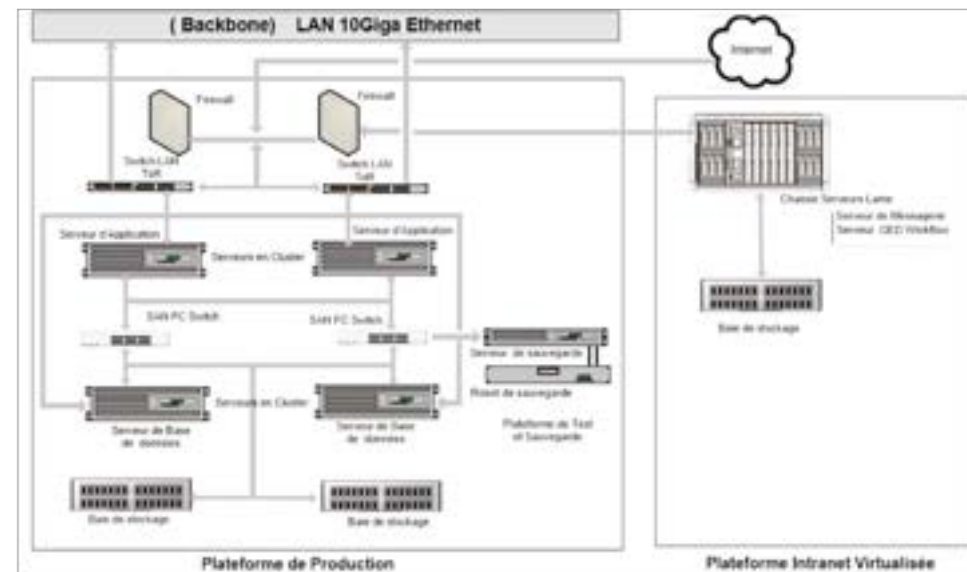 ( Backbone) LAN 10Giga Ethernet
Internet
Firewall
Firewall
Switch LAN
ToR
Switch LAN
ToR
Chassis Serveurs Lame
Serveur de Messagerie
Serveur GED Workflow
Serveur d'Application
Serveur d'Application
Serveurs en Cluster
SAN FC Switch
SAN FC Switch
Baie de stockage
Serveur de sauvegarde
Robot de sauvegarde
Serveurs en Cluster
Serveur de Base
de données
Serveur de Base
de données
Plateforme de Test
et Sauvegarde
Baie de stockage
Baie de stockage
Plateforme de Production
Plateforme Intranet Virtualisée